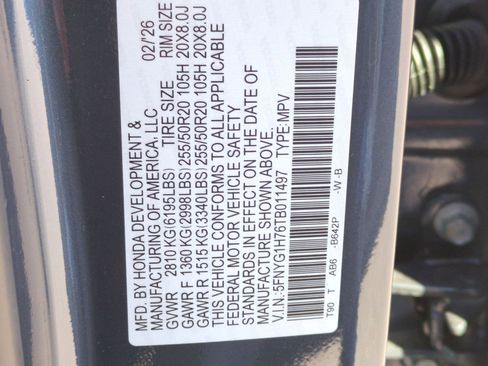 MFD. BY HONDA DEVELOPMENT & 02/'26
MANUFACTURING OF AMERICA, LLC
GVWR 2810 KG(6195LBS) TIRE SIZE RIM SIZE
GAWR F 1360 KG(2998LBS) 255/50R20 105H 20X8.0J
GAWR R 1515 KG(3340LBS) 255/50R20 105H 20X8.0J
THIS VEHICLE CONFORMS TO ALL APPLICABLE
FEDERAL MOTOR VEHICLE SAFETY
STANDARDS IN EFFECT ON THE DATE OF
MANUFACTURE SHOWN ABOVE.
V.I.N.: 5FNYG1H76TB011497 TYPE: MPV
T90 T AB6 -B642P -W-B